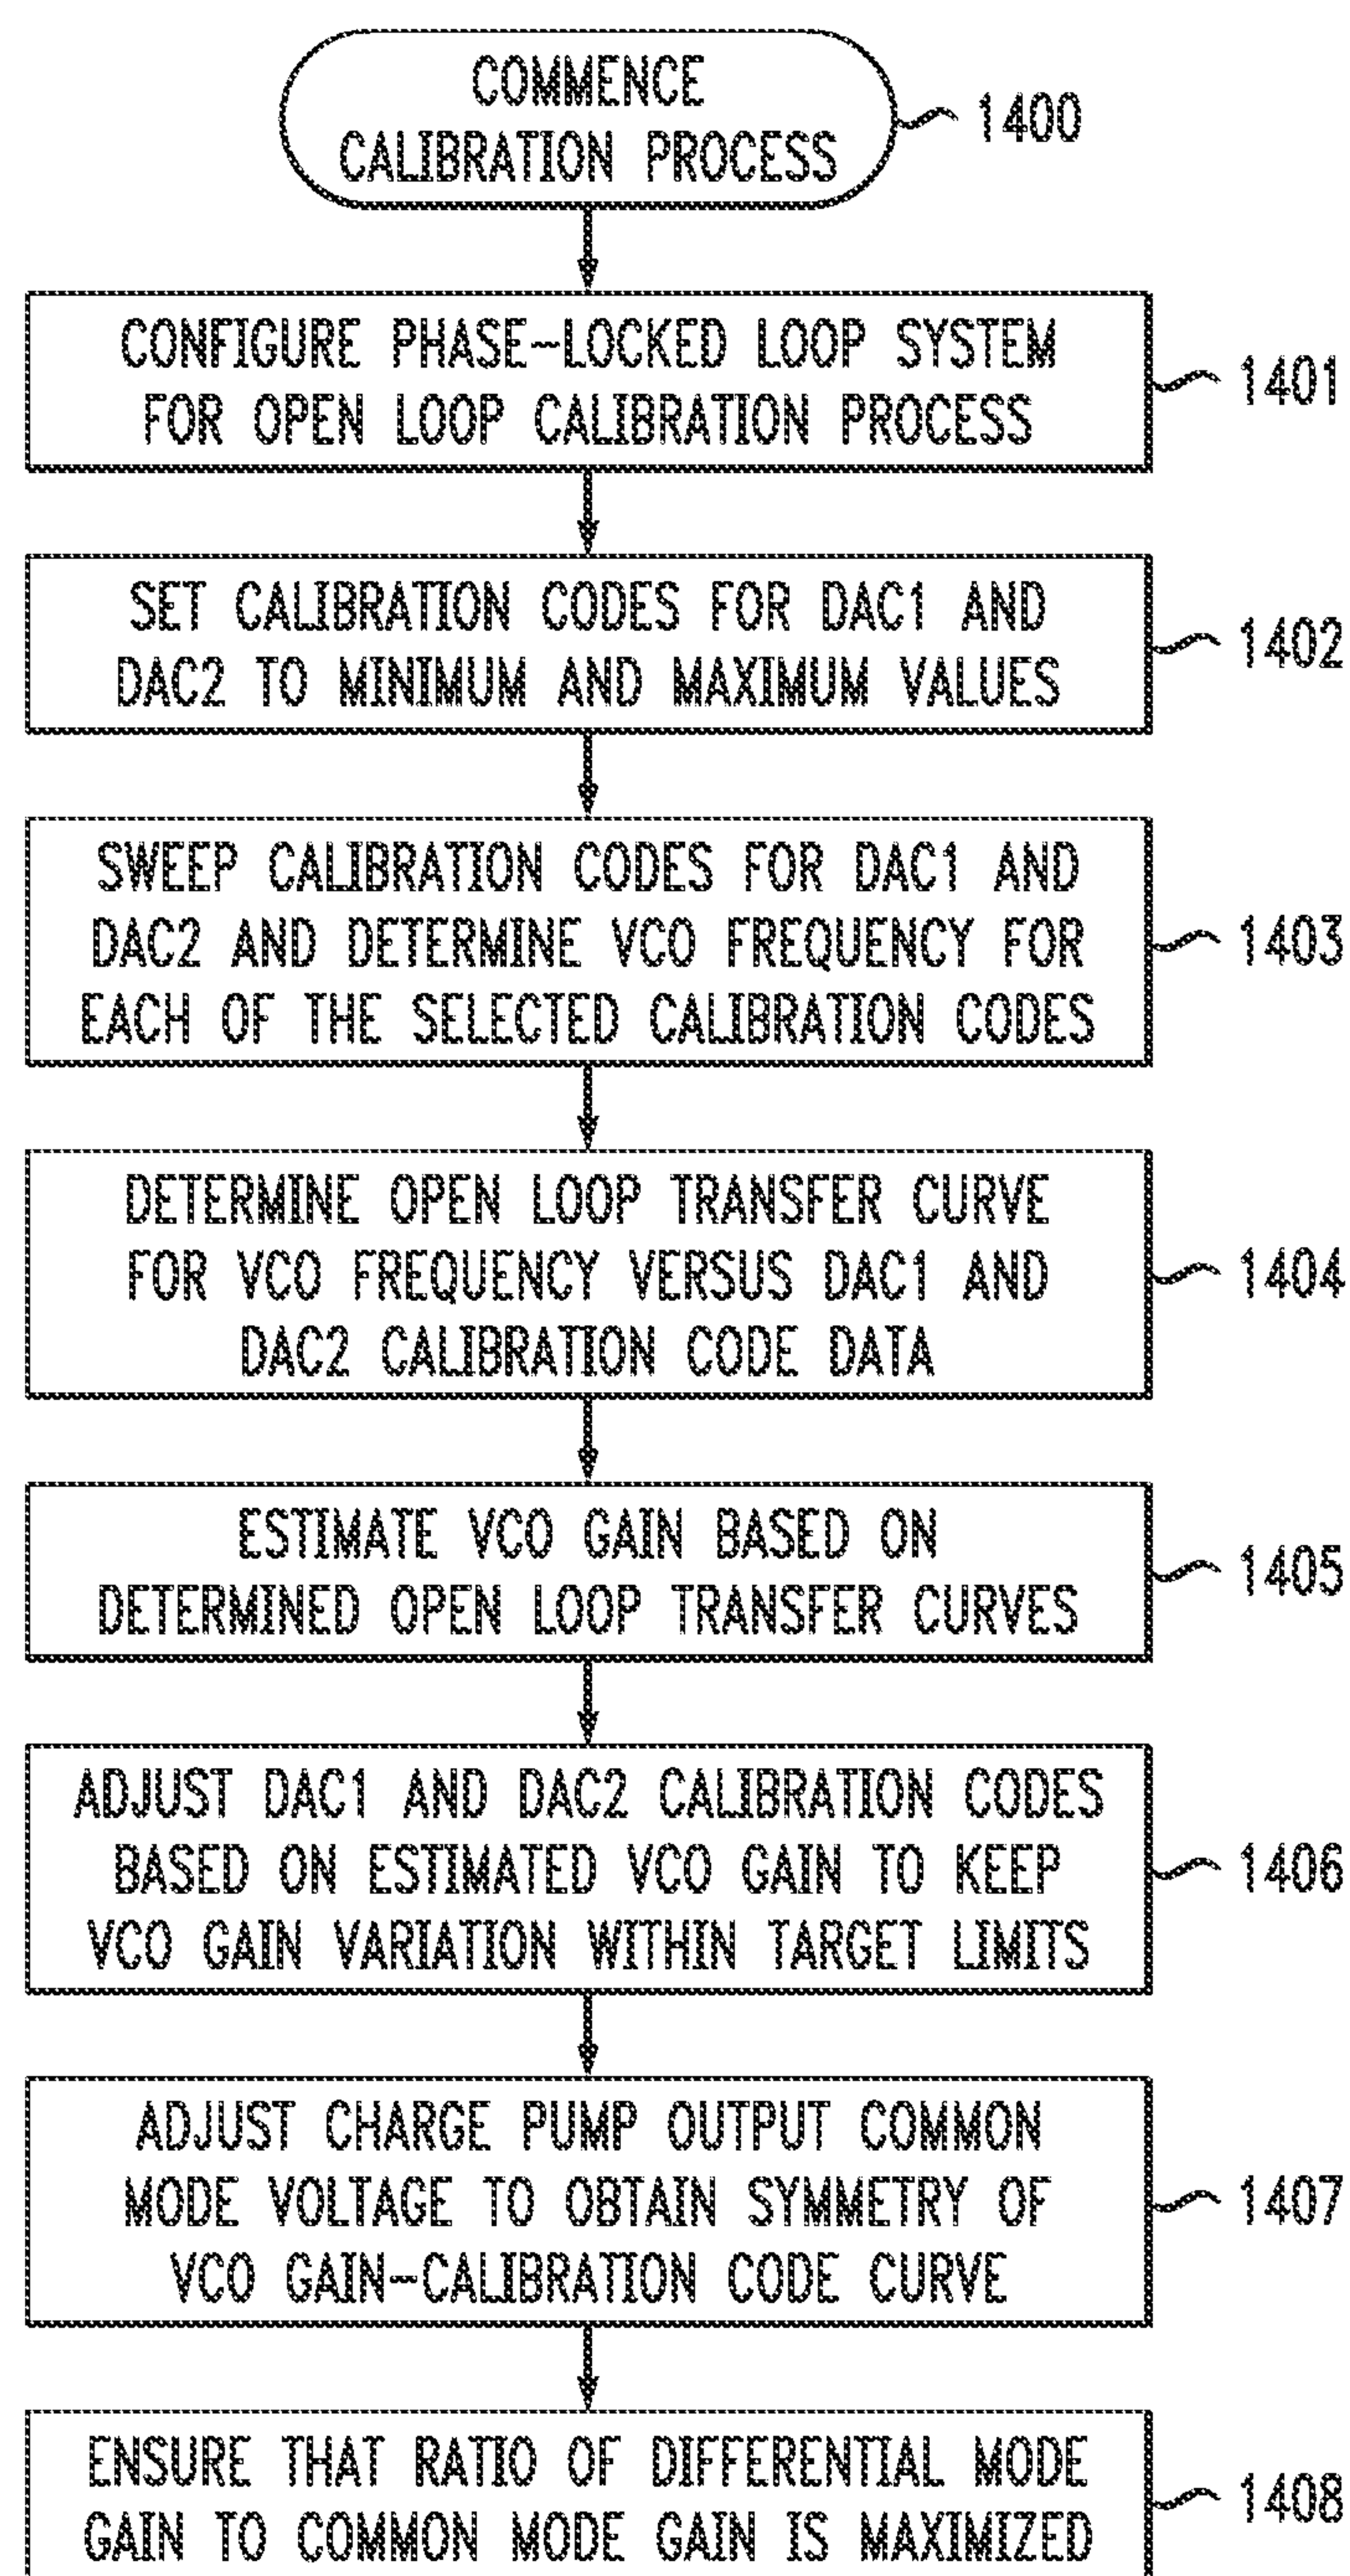 COMMENCE
CALIBRATION PROCESS
1400
CONFIGURE PHASE-LOCKED LOOP SYSTEM
FOR OPEN LOOP CALIBRATION PROCESS
1401
SET CALIBRATION CODES FOR DAC1 AND
DAC2 TO MINIMUM AND MAXIMUM VALUES
1402
SWEEP CALIBRATION CODES FOR DAC1 AND
DAC2 AND DETERMINE VCO FREQUENCY FOR
EACH OF THE SELECTED CALIBRATION CODES
1403
DETERMINE OPEN LOOP TRANSFER CURVE
FOR VCO FREQUENCY VERSUS DAC1 AND
DAC2 CALIBRATION CODE DATA
1404
ESTIMATE VCO GAIN BASED ON
DETERMINED OPEN LOOP TRANSFER CURVES
1405
ADJUST DAC1 AND DAC2 CALIBRATION CODES
BASED ON ESTIMATED VCO GAIN TO KEEP
VCO GAIN VARIATION WITHIN TARGET LIMITS
1406
ADJUST CHARGE PUMP OUTPUT COMMON
MODE VOLTAGE TO OBTAIN SYMMETRY OF
VCO GAIN-CALIBRATION CODE CURVE
1407
ENSURE THAT RATIO OF DIFFERENTIAL MODE
GAIN TO COMMON MODE GAIN IS MAXIMIZED
1408